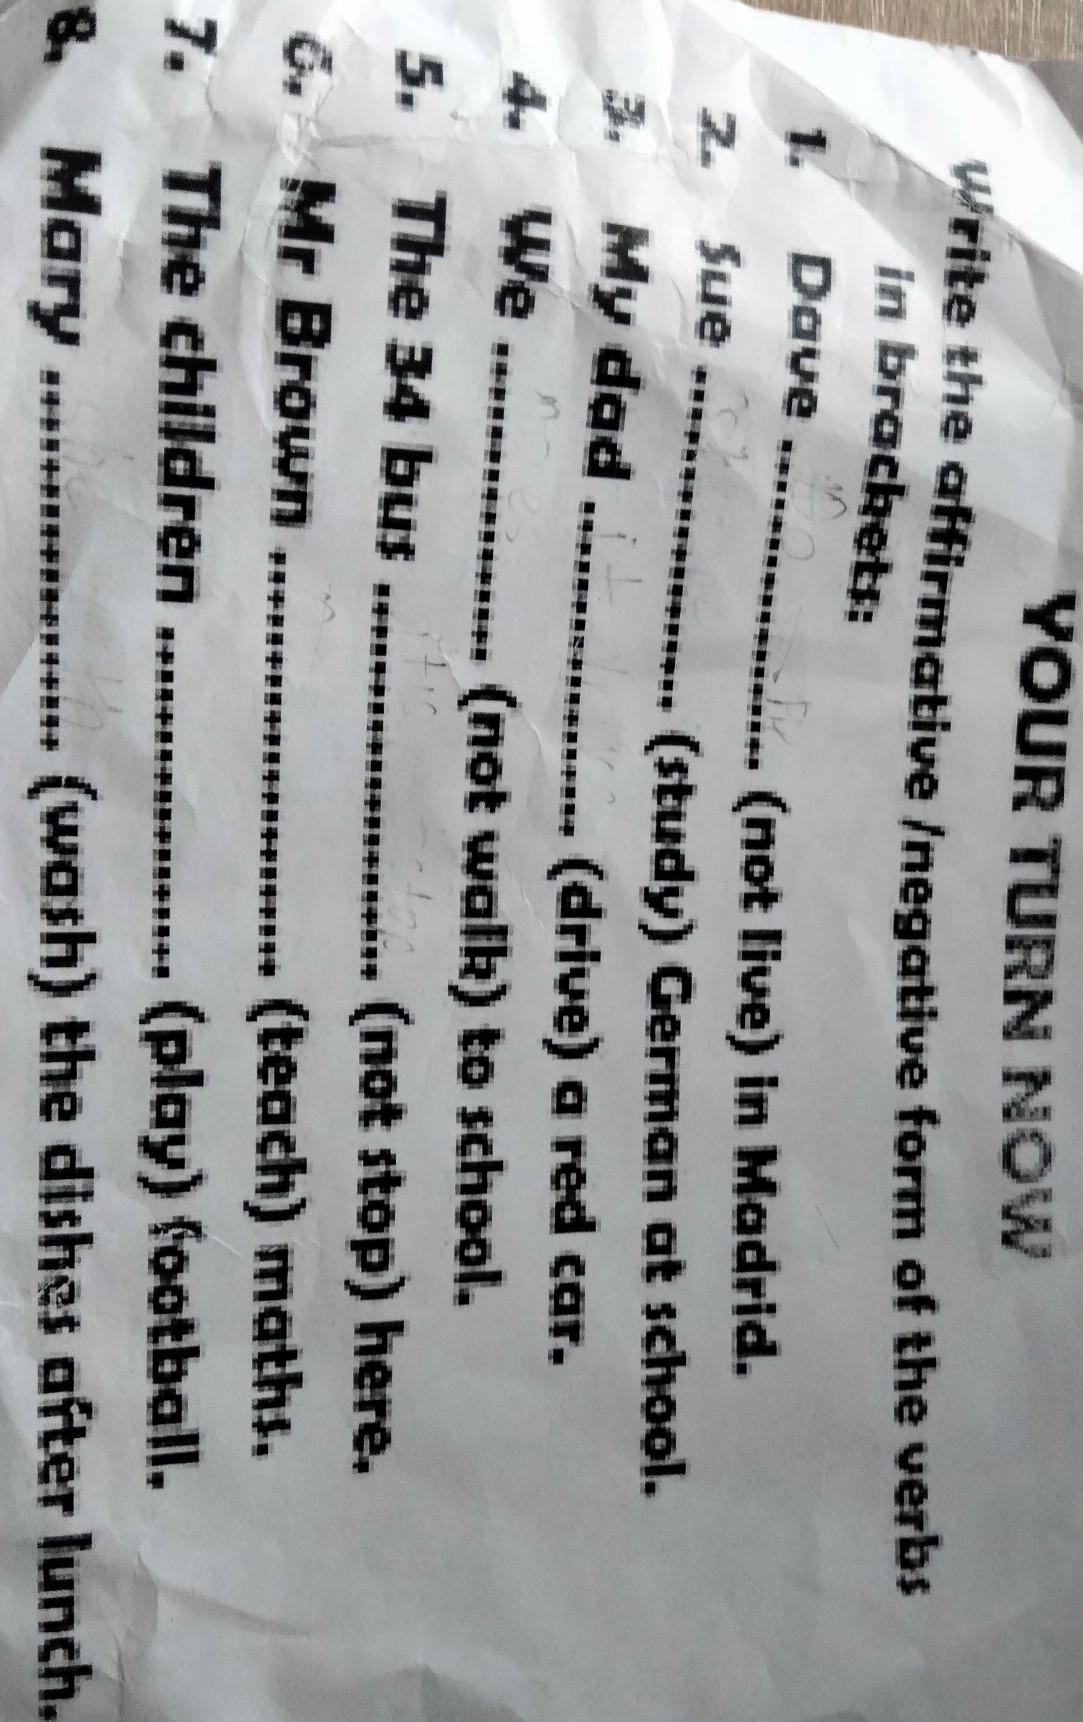 YOUR TURN NOW
Write the affirmative /negative form of the verbs
in brackets:
1. Dave ........................ (not live) in Madrid.
2. Sue ........................ (study) German at school.
3. My dad ........................ (drive) a red car.
4. We ........................ (not walk) to school.
5. The 34 bus ........................ (not stop) here.
6. Mr Brown ........................ (teach) maths.
7. The children ........................ (play) football.
8. Mary ........................ (wash) the dishes after lunch.